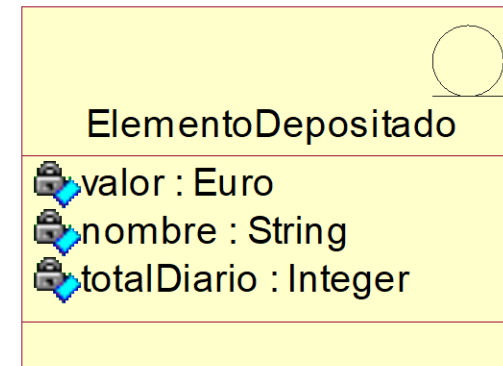 ElementoDepositado
valor : Euro
nombre : String
totalDiario : Integer